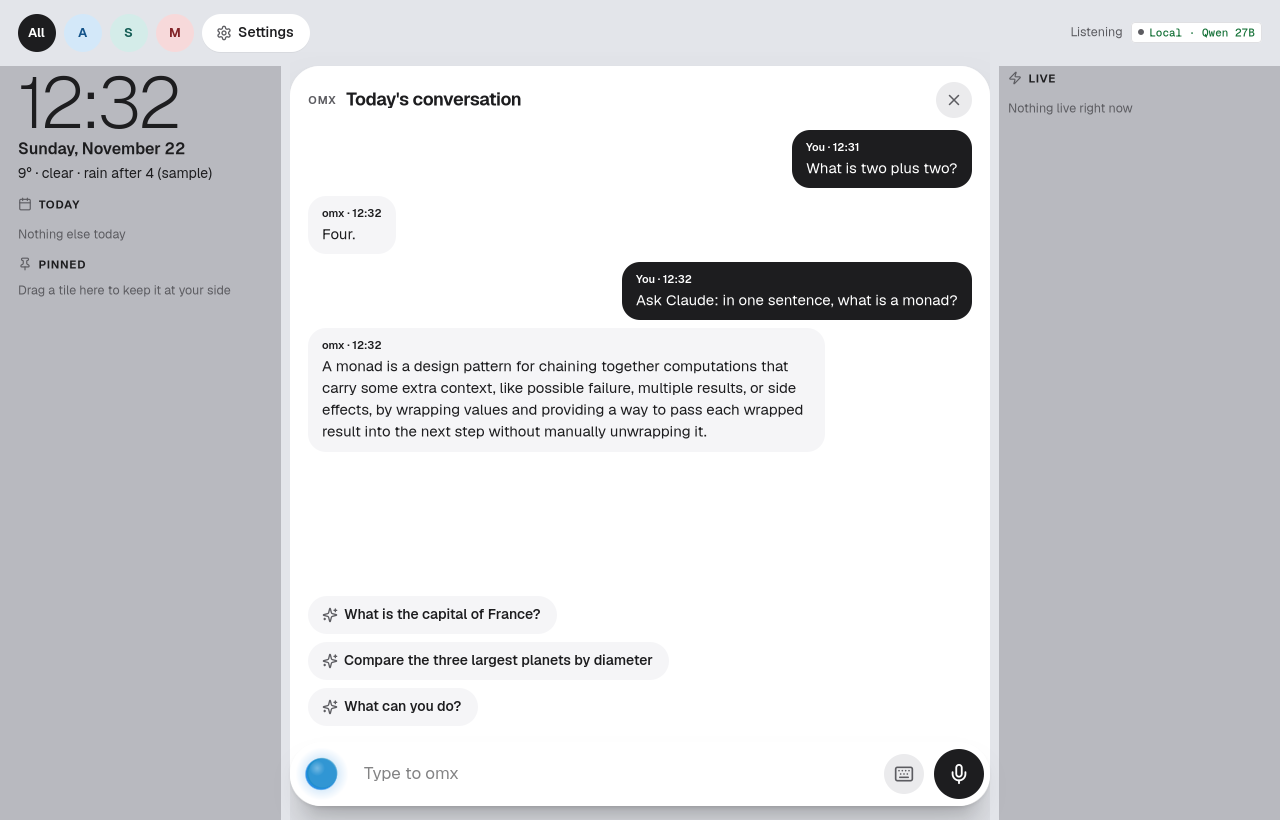 All
A
S
M
Settings
Listening
Local · Qwen 27B
12:32
Sunday, November 22
9° · clear · rain after 4 (sample)
TODAY
Nothing else today
PINNED
Drag a tile here to keep it at your side
OMX Today's conversation
You · 12:31
What is two plus two?
omx · 12:32
Four.
You · 12:32
Ask Claude: in one sentence, what is a monad?
omx · 12:32
A monad is a design pattern for chaining together computations that
carry some extra context, like possible failure, multiple results, or side
effects, by wrapping values and providing a way to pass each wrapped
result into the next step without manually unwrapping it.
What is the capital of France?
Compare the three largest planets by diameter
What can you do?
Type to omx
LIVE
Nothing live right now